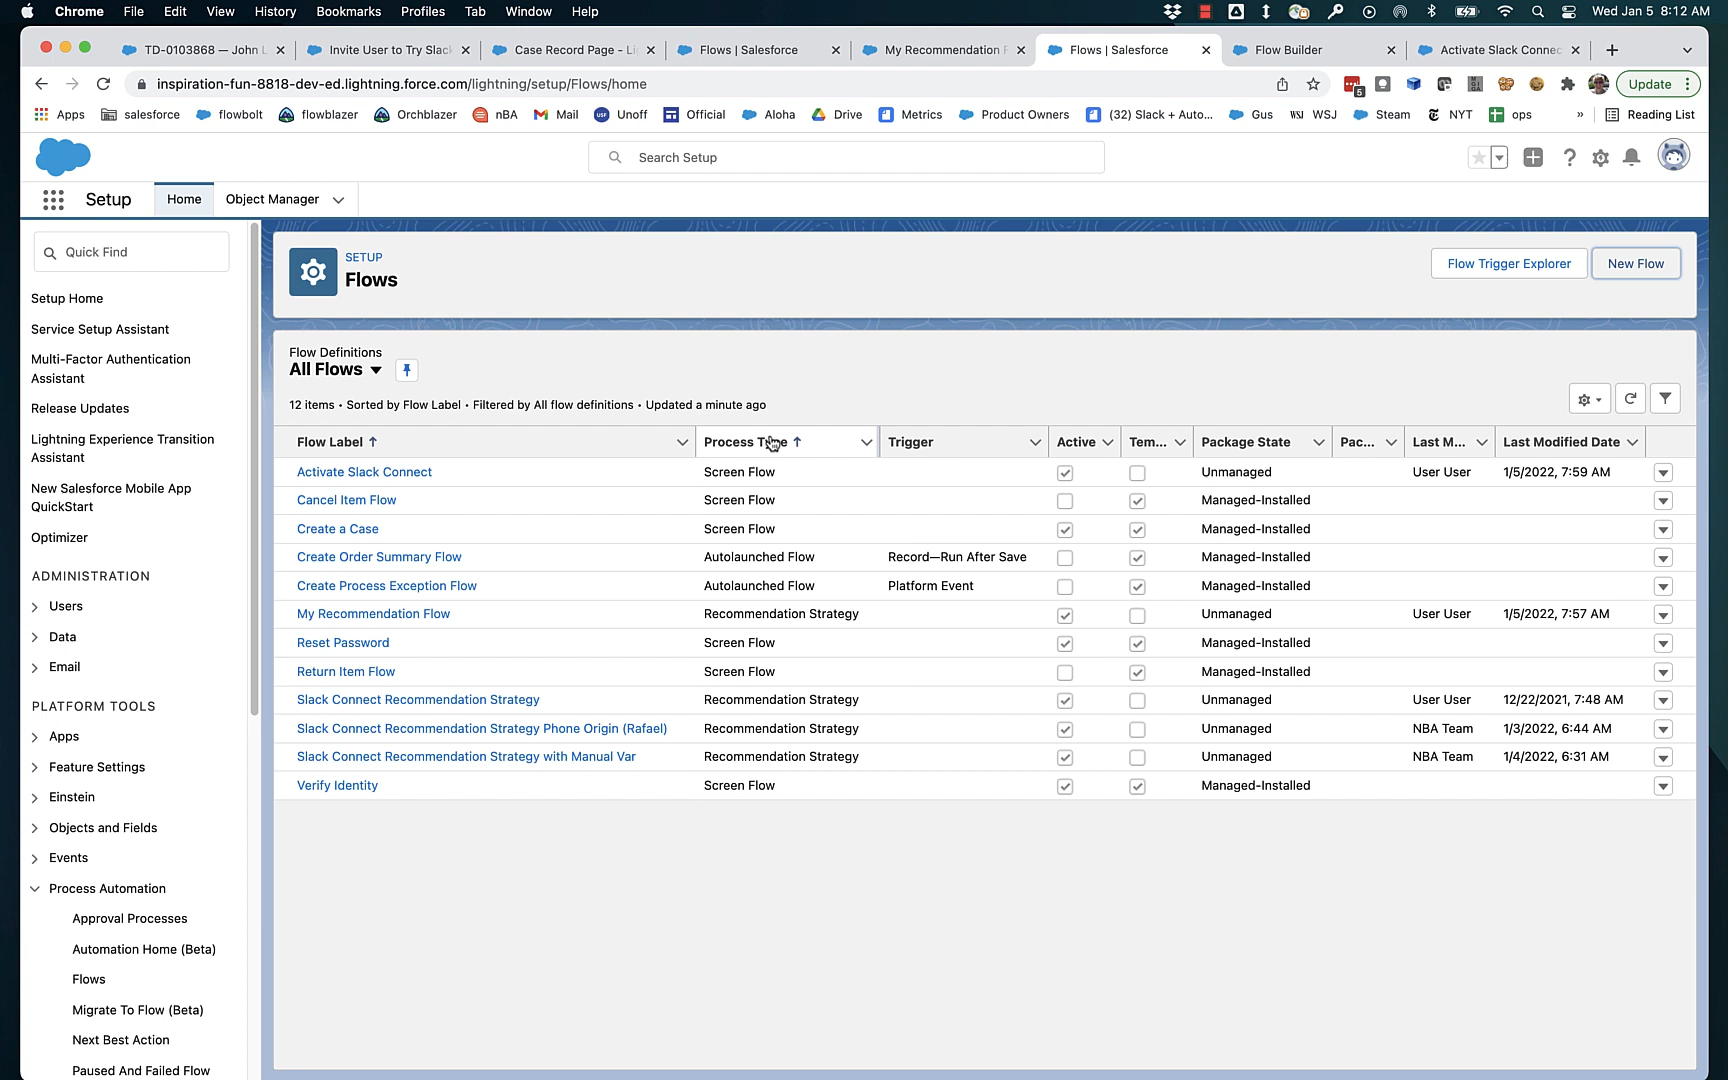 Chrome File Edit View History Bookmarks Profiles Tab Window Help Wed Jan 5 8:12 AM
TD-0103868 — John L Invite User to Try Slac Case Record Page - Li Flows | Salesforce My Recommendation F Flows | Salesforce Flow Builder Activate Slack Connec
inspiration-fun-8818-dev-ed.lightning.force.com/lightning/setup/Flows/home 5 Update
Apps salesforce flowbolt flowblazer Orchblazer nBA Mail Unoff Official Aloha Drive Metrics Product Owners (32) Slack + Auto... Gus WSJ WSJ Steam NYT ops » Reading List
Search Setup
Setup Home Object Manager
Quick Find
Setup Home
Service Setup Assistant
Multi-Factor Authentication
Assistant
Release Updates
Lightning Experience Transition
Assistant
New Salesforce Mobile App
QuickStart
Optimizer
ADMINISTRATION
Users
Data
Email
PLATFORM TOOLS
Apps
Feature Settings
Einstein
Objects and Fields
Events
Process Automation
Approval Processes
Automation Home (Beta)
Flows
Migrate To Flow (Beta)
Next Best Action
Paused And Failed Flow
SETUP
Flows
Flow Trigger Explorer New Flow
Flow Definitions
All Flows
12 items • Sorted by Flow Label • Filtered by All flow definitions • Updated a minute ago
Flow Label ↑ Process Type ↑ Trigger Active Tem... Package State Pac... Last M... Last Modified Date
Activate Slack Connect Screen Flow Unmanaged User User 1/5/2022, 7:59 AM
Cancel Item Flow Screen Flow Managed-Installed
Create a Case Screen Flow Managed-Installed
Create Order Summary Flow Autolaunched Flow Record—Run After Save Managed-Installed
Create Process Exception Flow Autolaunched Flow Platform Event Managed-Installed
My Recommendation Flow Recommendation Strategy Unmanaged User User 1/5/2022, 7:57 AM
Reset Password Screen Flow Managed-Installed
Return Item Flow Screen Flow Managed-Installed
Slack Connect Recommendation Strategy Recommendation Strategy Unmanaged User User 12/22/2021, 7:48 AM
Slack Connect Recommendation Strategy Phone Origin (Rafael) Recommendation Strategy Unmanaged NBA Team 1/3/2022, 6:44 AM
Slack Connect Recommendation Strategy with Manual Var Recommendation Strategy Unmanaged NBA Team 1/4/2022, 6:31 AM
Verify Identity Screen Flow Managed-Installed